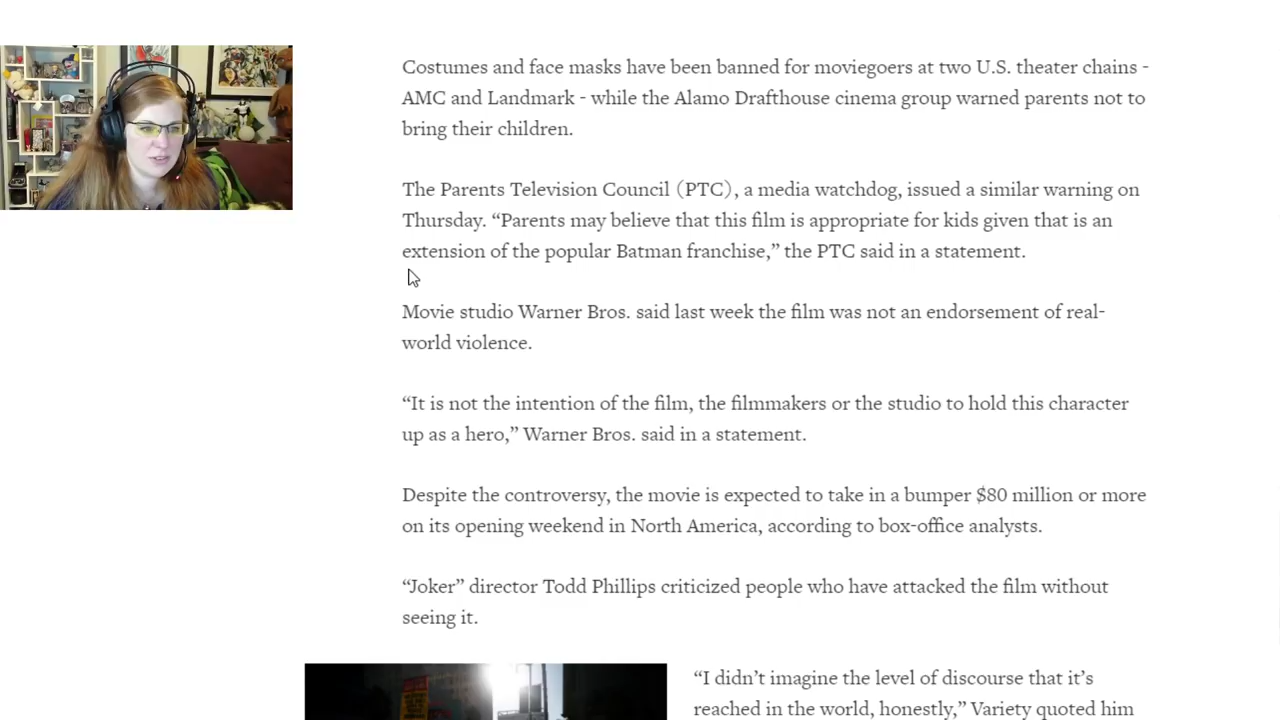 Costumes and face masks have been banned for moviegoers at two U.S. theater chains -
AMC and Landmark - while the Alamo Drafthouse cinema group warned parents not to
bring their children.
The Parents Television Council (PTC), a media watchdog, issued a similar warning on
Thursday. “Parents may believe that this film is appropriate for kids given that is an
extension of the popular Batman franchise,” the PTC said in a statement.
Movie studio Warner Bros. said last week the film was not an endorsement of real-
world violence.
“It is not the intention of the film, the filmmakers or the studio to hold this character
up as a hero,” Warner Bros. said in a statement.
Despite the controversy, the movie is expected to take in a bumper $80 million or more
on its opening weekend in North America, according to box-office analysts.
“Joker” director Todd Phillips criticized people who have attacked the film without
seeing it.
“I didn’t imagine the level of discourse that it’s
reached in the world, honestly,” Variety quoted him